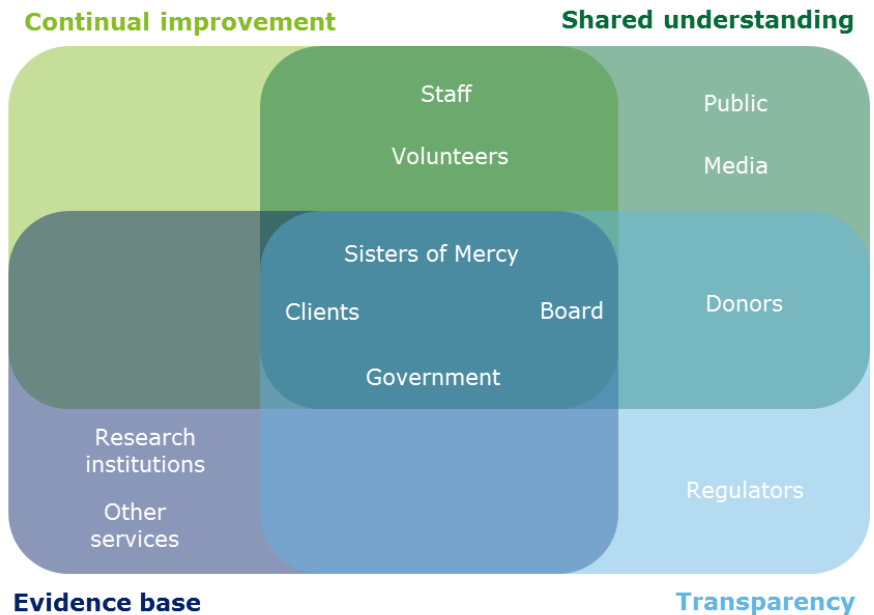 Continual improvement
Shared understanding
Staff
Public
Volunteers
Media
Sisters of Mercy
Clients
Board
Donors
Government
Research
institutions
Regulators
Other
services
Evidence base
Transparency